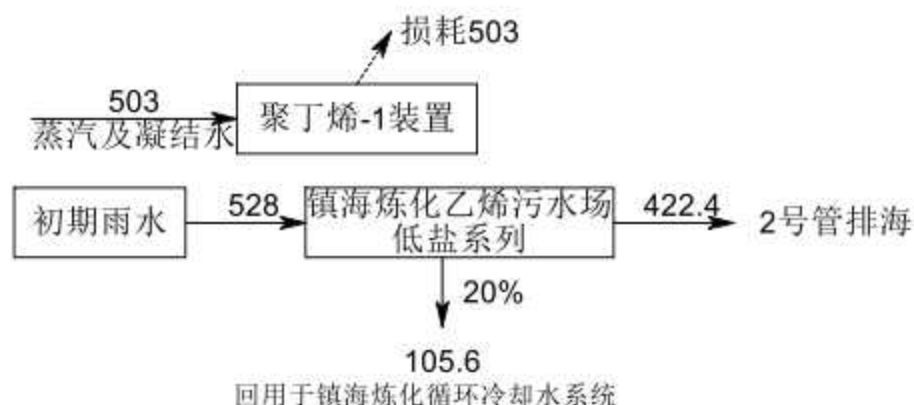 损耗503
503
蒸汽及凝结水
聚丁烯-1装置
初期雨水
528
镇海炼化乙烯污水场
低盐系列
422.4
2号管排海
20%
105.6
回用于镇海炼化循环冷却水系统